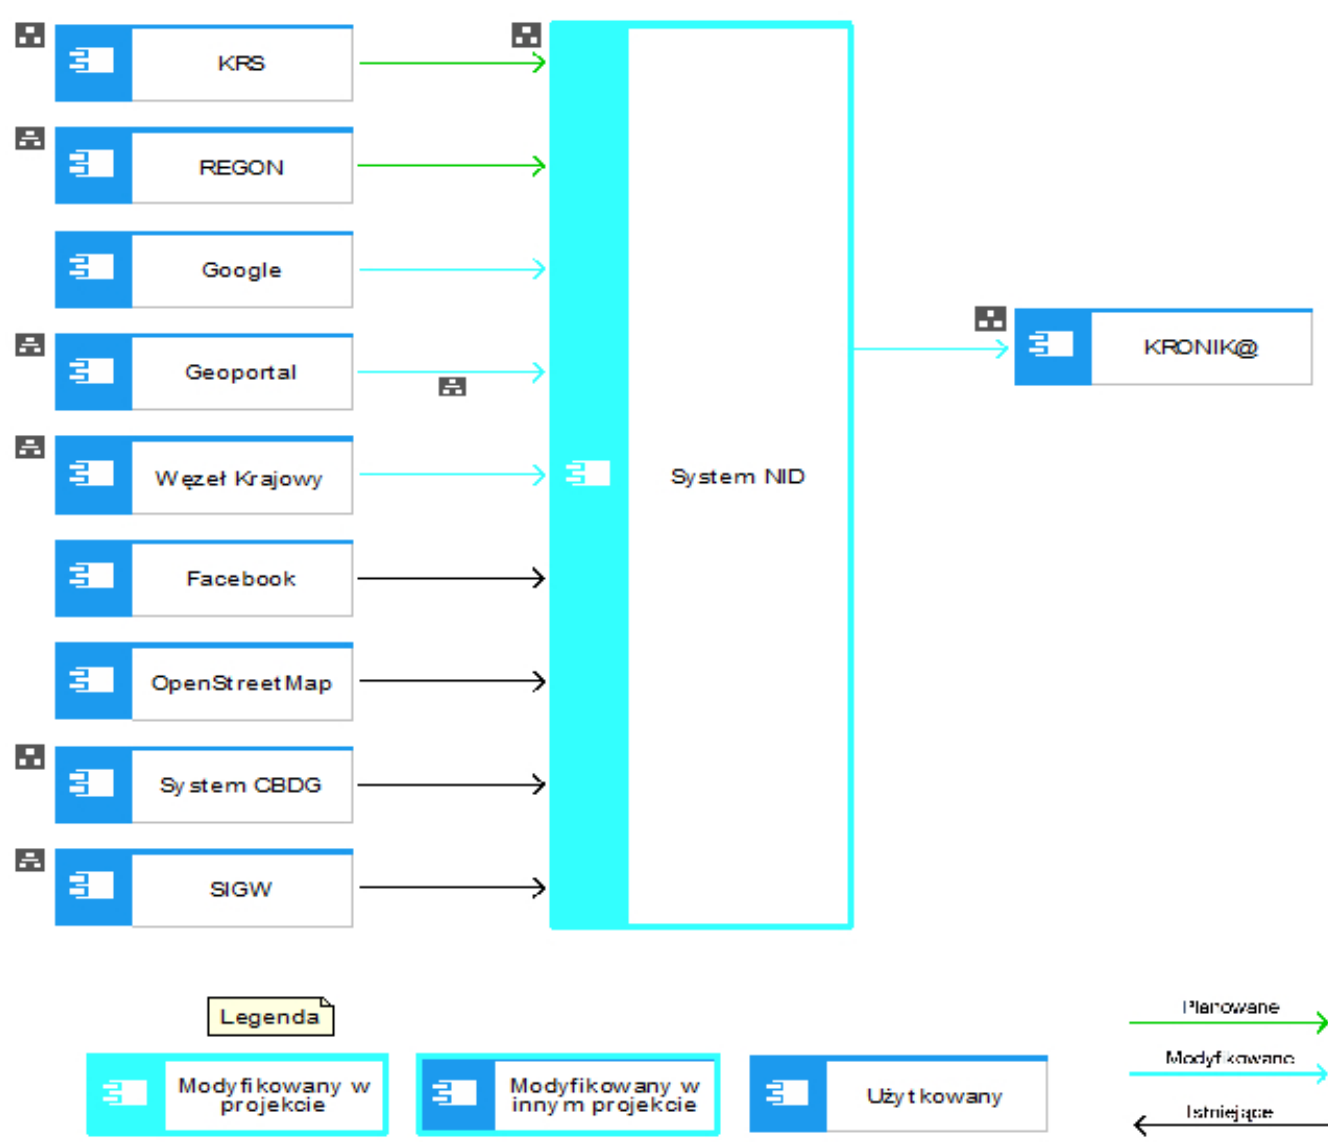 KRS
REGON
Google
Geoportal
Węzeł Krajowy
Facebook
OpenStreetMap
System CBDG
SIGW
System NID
KRONIK@
Legenda
Modyfikowany w
projekcie
Modyfikowany w
innym projekcie
Użytkowany
Planowane
Modyfikowane
Istniejące